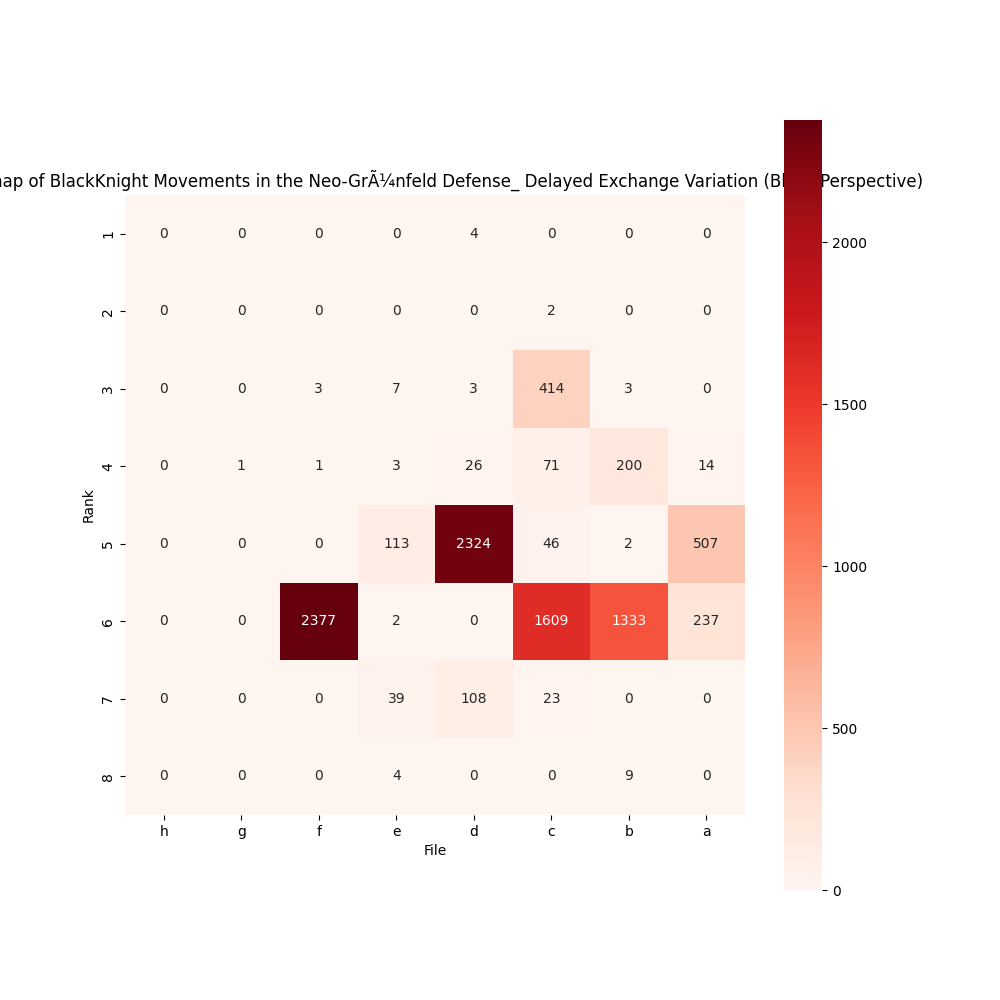 ap of BlackKnight Movements in the Neo-GrÃ¼nfeld Defense_ Delayed Exchange Variation (Bl Perspective)
1 0 0 0 0 4 0 0 0
2 0 0 0 0 0 2 0 0
3 0 0 3 7 3 414 3 0
4 0 1 1 3 26 71 200 14
5 0 0 0 113 2324 46 2 507
6 0 0 2377 2 0 1609 1333 237
7 0 0 0 39 108 23 0 0
8 0 0 0 4 0 0 9 0
h g f e d c b a
File
Rank
2000
1500
1000
500
0